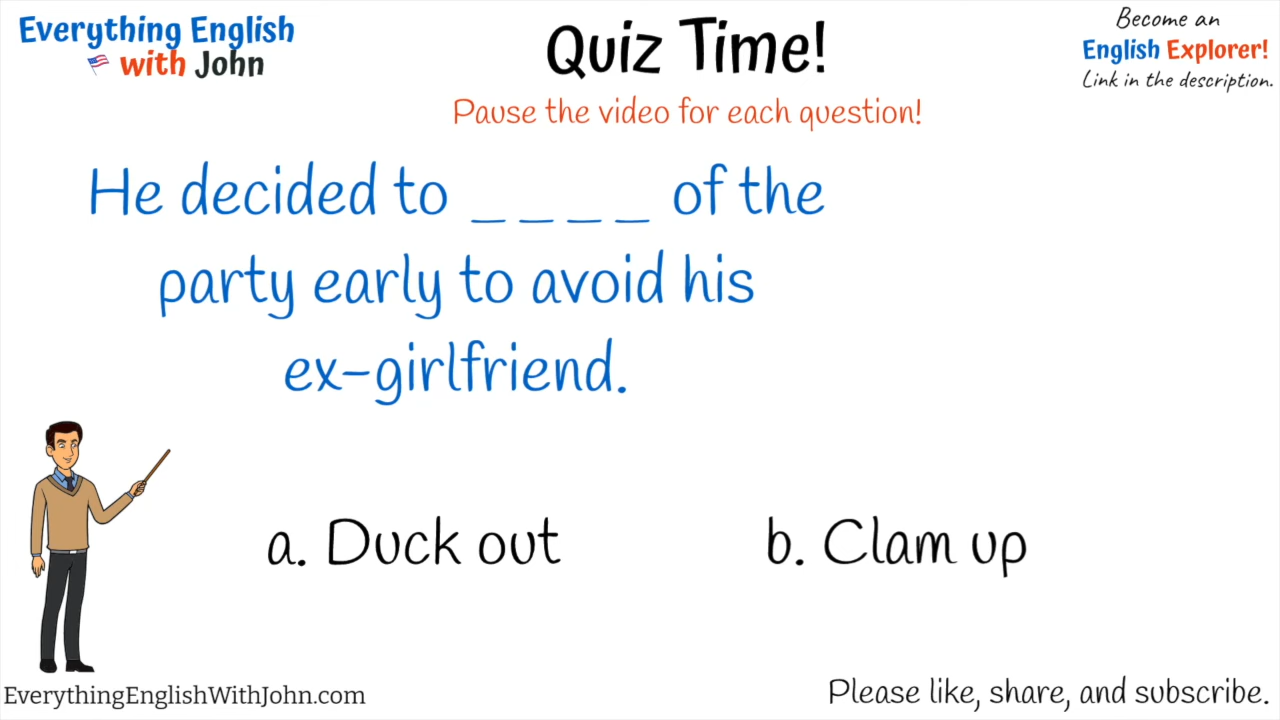 Everything English
with John
Quiz Time!
Pause the video for each question!
Become an
English Explorer!
Link in the description.
He decided to _ _ _ _ of the
party early to avoid his
ex-girlfriend.
a. Duck out
b. Clam up
EverythingEnglishWithJohn.com
Please like, share, and subscribe.